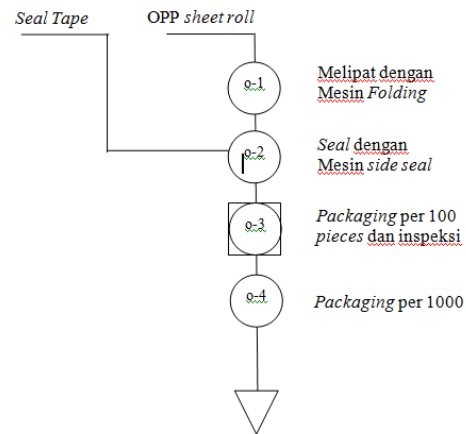 Seal Tape
OPP sheet roll
o-1
Melipat dengan
Mesin Folding
o-2
Seal dengan
Mesin side seal
o-3
Packaging per 100
pieces dan inspeksi
o-4
Packaging per 1000